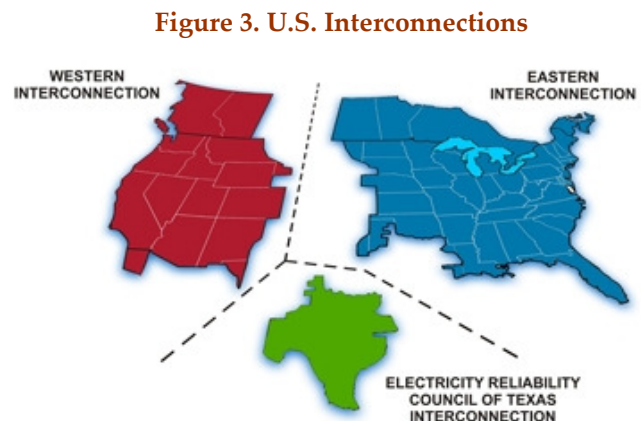 Figure 3. U.S. Interconnections
WESTERN
INTERCONNECTION
EASTERN
INTERCONNECTION
ELECTRICITY RELIABILITY
COUNCIL OF TEXAS
INTERCONNECTION